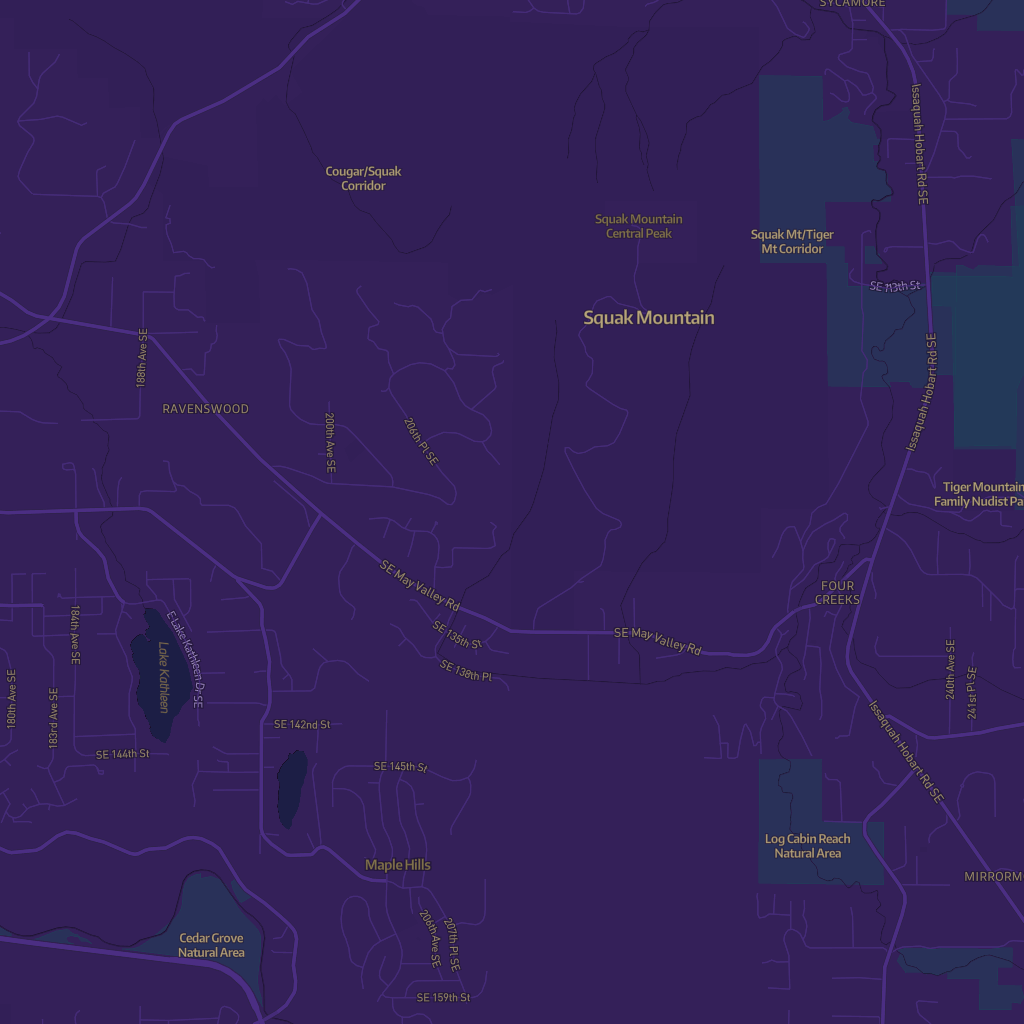 SYCAMORE
Issaquah Hobart Rd SE
Cougar/Squak
Corridor
Squak Mountain
Central Peak
Squak Mt/Tiger
Mt Corridor
SE 113th St
Squak Mountain
188th Ave SE
Issaquah Hobart Rd SE
RAVENSWOOD
200th Ave SE
206th Pl SE
Tiger Mountain
Family Nudist Pa
SE May Valley Rd
FOUR
CREEKS
184th Ave SE
E Lake Kathleen Dr SE
Lake Kathleen
SE 135th St
SE May Valley Rd
SE 138th Pl
180th Ave SE
183rd Ave SE
240th Ave SE
241st Pl SE
SE 142nd St
SE 144th St
Issaquah Hobart Rd SE
SE 145th St
Log Cabin Reach
Natural Area
Maple Hills
MIRRORM
206th Ave SE
207th Pl SE
Cedar Grove
Natural Area
SE 159th St